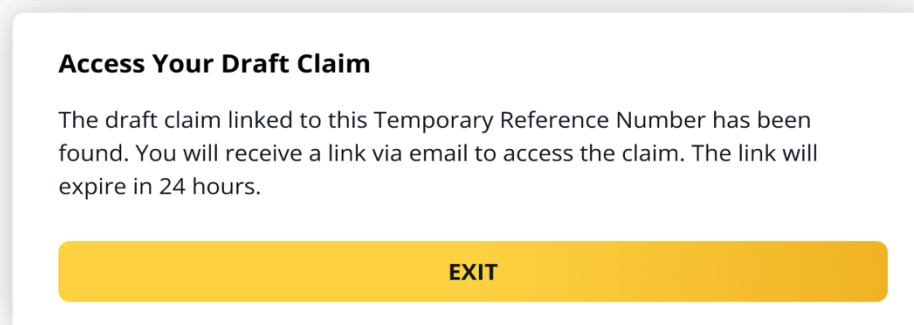 Access Your Draft Claim
The draft claim linked to this Temporary Reference Number has been
found. You will receive a link via email to access the claim. The link will
expire in 24 hours.
EXIT